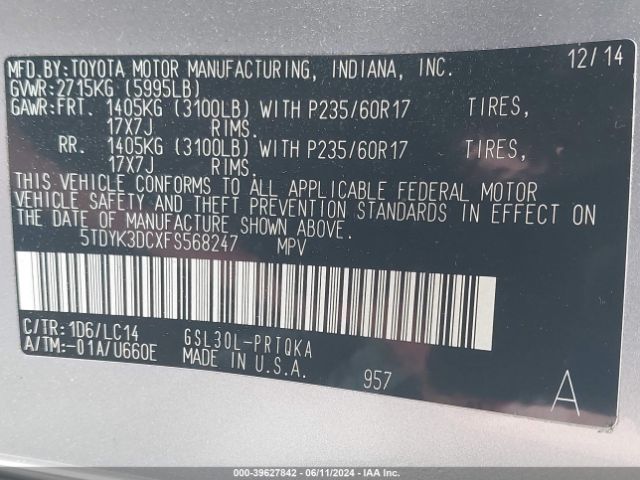 MFD.BY:TOYOTA MOTOR MANUFACTURING, INDIANA, INC. 12/14
GVWR:2715KG (5995LB)
GAWR:FRT. 1405KG (3100LB) WITH P235/60R17 TIRES,
17X7J RIMS.
RR. 1405KG (3100LB) WITH P235/60R17 TIRES,
17X7J RIMS.
THIS VEHICLE CONFORMS TO ALL APPLICABLE FEDERAL MOTOR
VEHICLE SAFETY AND THEFT PREVENTION STANDARDS IN EFFECT ON
THE DATE OF MANUFACTURE SHOWN ABOVE.
5TDYK3DCXFS568247 MPV
C/TR:1D6/LC14 GSL30L-PRTQKA
A/TM:-01A/U660E MADE IN U.S.A.
957 A
000-39627842 - 06/11/2024 - IAA Inc.